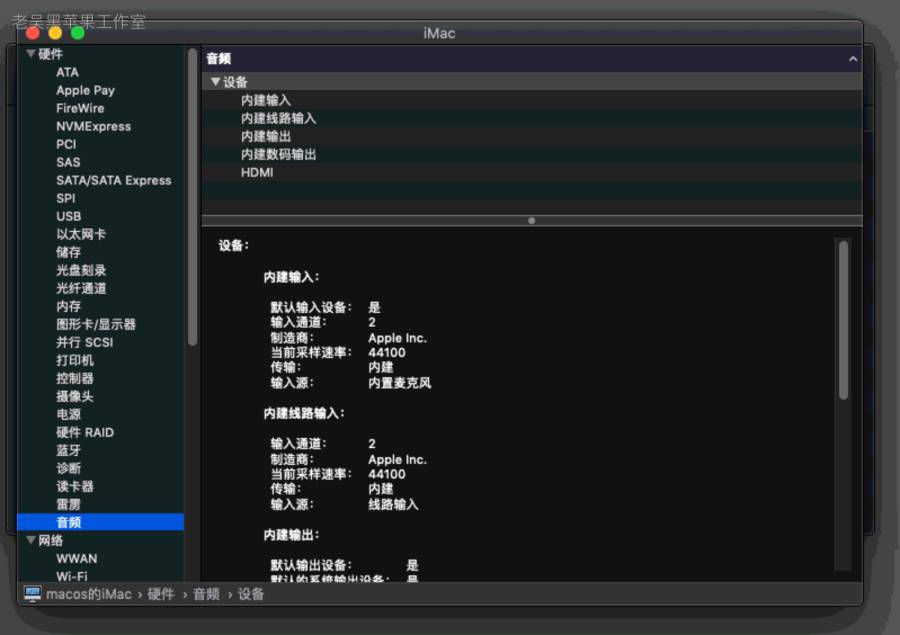 老吴黑苹果工作室
iMac
硬件
ATA
Apple Pay
FireWire
NVMExpress
PCI
SAS
SATA/SATA Express
SPI
USB
以太网卡
储存
光盘刻录
光纤通道
内存
图形卡/显示器
并行 SCSI
打印机
控制器
摄像头
电源
硬件 RAID
蓝牙
诊断
读卡器
雷雳
音频
网络
WWAN
Wi-Fi
音频
设备
内建输入
内建线路输入
内建输出
内建数码输出
HDMI
设备：
内建输入：
默认输入设备： 是
输入通道： 2
制造商： Apple Inc.
当前采样速率： 44100
传输： 内建
输入源： 内置麦克风
内建线路输入：
输入通道： 2
制造商： Apple Inc.
当前采样速率： 44100
传输： 内建
输入源： 线路输入
内建输出：
默认输出设备： 是
默认的系统输出设备： 是
macos的iMac › 硬件 › 音频 › 设备